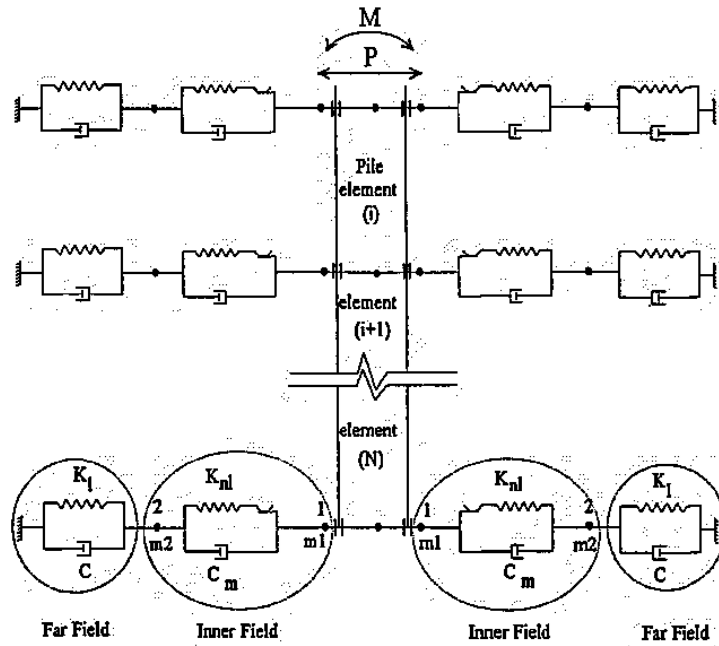 M
P
Pile
element
(i)
element
(i+1)
element
(N)
K_l K_nl K_nl K_l
2 1 1 2
m2 m1 m1 m2
C C_m C_m C
Far Field Inner Field Inner Field Far Field